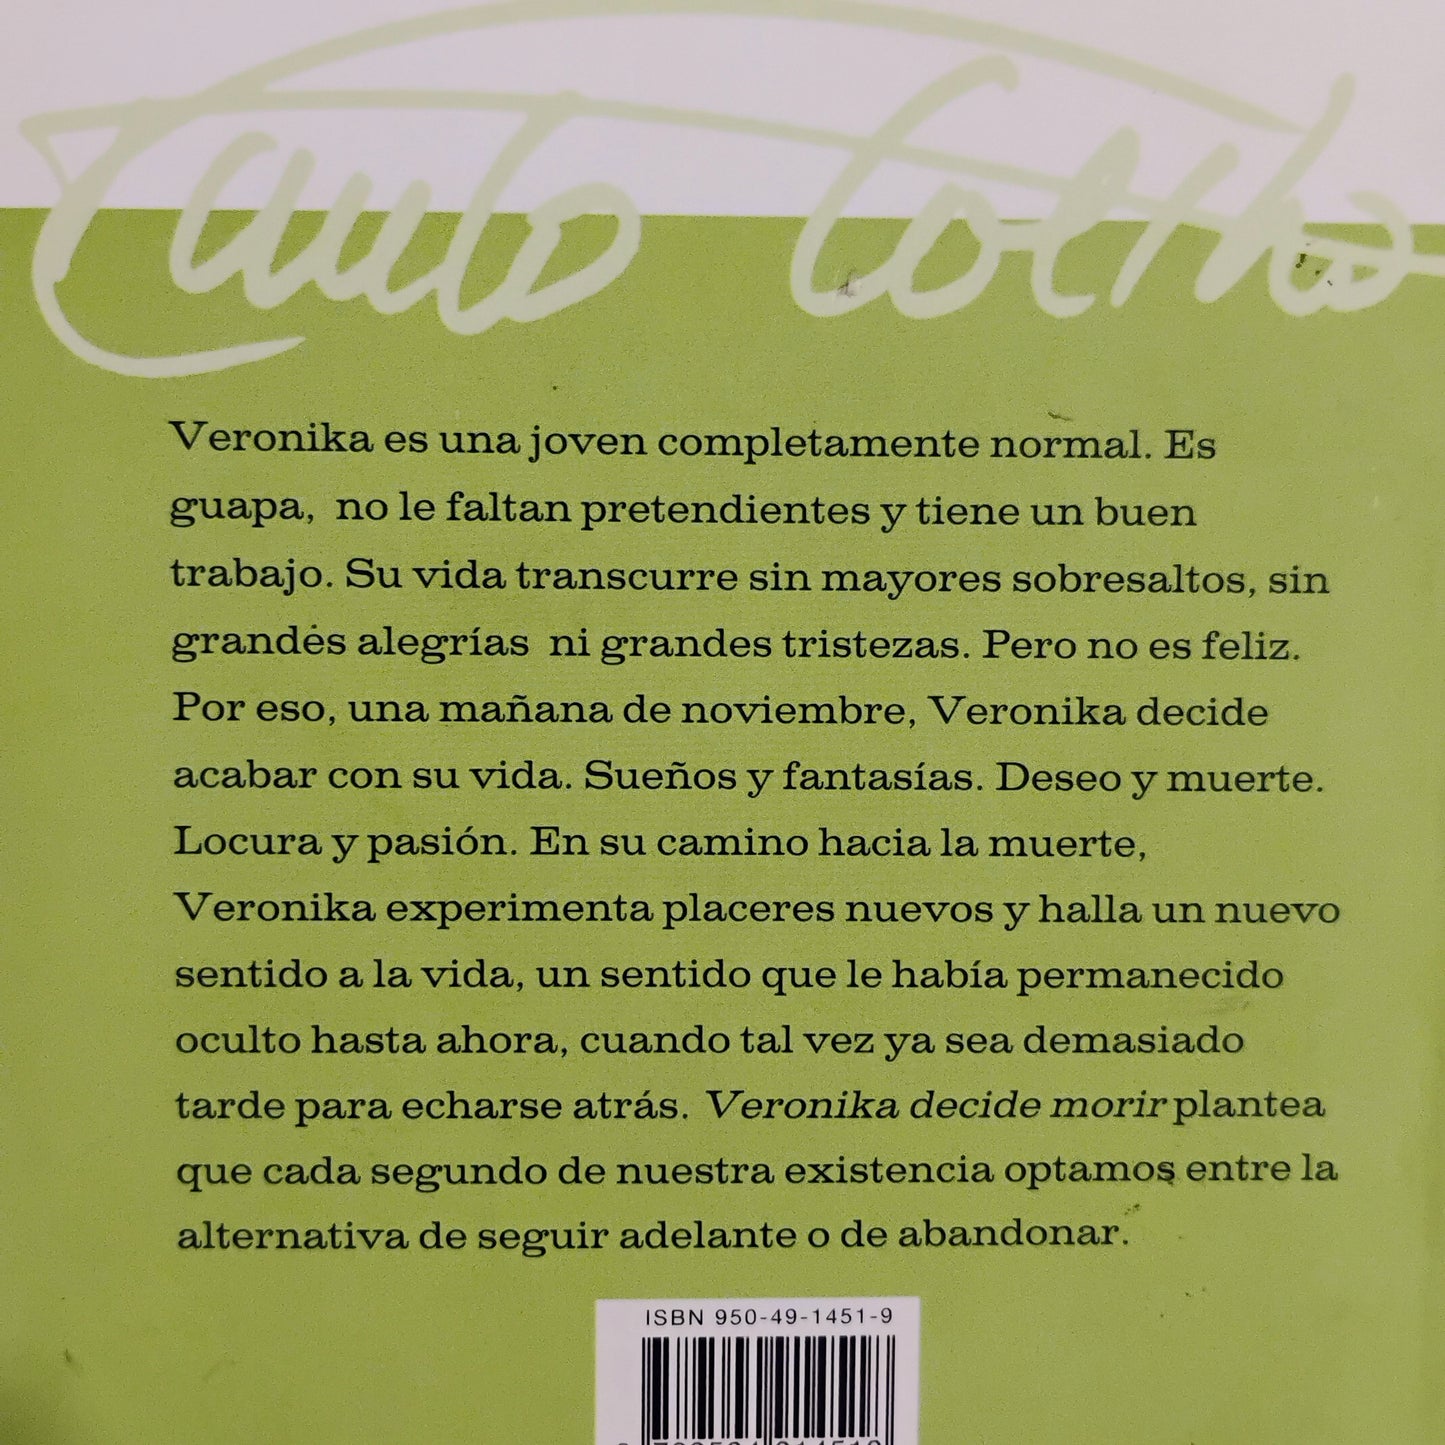 Paulo Coelho
Veronika es una joven completamente normal. Es
guapa, no le faltan pretendientes y tiene un buen
trabajo. Su vida transcurre sin mayores sobresaltos, sin
grandes alegrías ni grandes tristezas. Pero no es feliz.
Por eso, una mañana de noviembre, Veronika decide
acabar con su vida. Sueños y fantasías. Deseo y muerte.
Locura y pasión. En su camino hacia la muerte,
Veronika experimenta placeres nuevos y halla un nuevo
sentido a la vida, un sentido que le había permanecido
oculto hasta ahora, cuando tal vez ya sea demasiado
tarde para echarse atrás. Veronika decide morir plantea
que cada segundo de nuestra existencia optamos entre la
alternativa de seguir adelante o de abandonar.
ISBN 950-49-1451-9